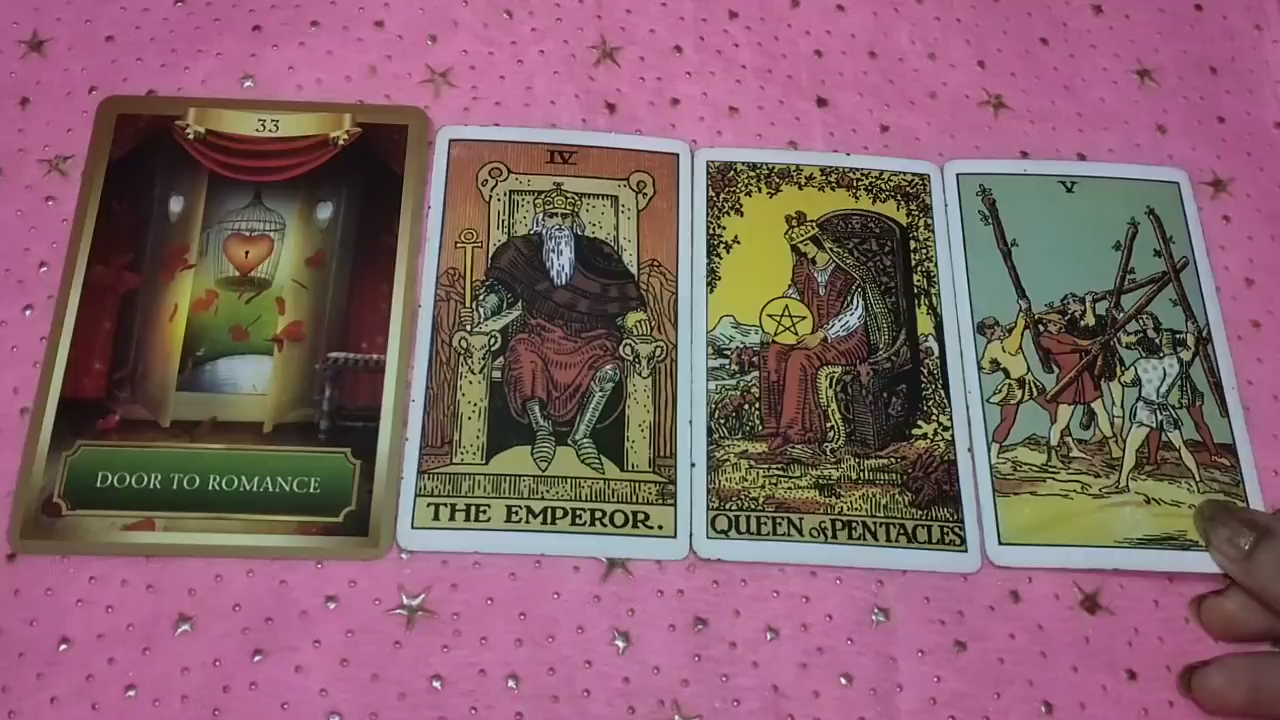 33
DOOR TO ROMANCE
IV
THE EMPEROR.
QUEEN of PENTACLES
V